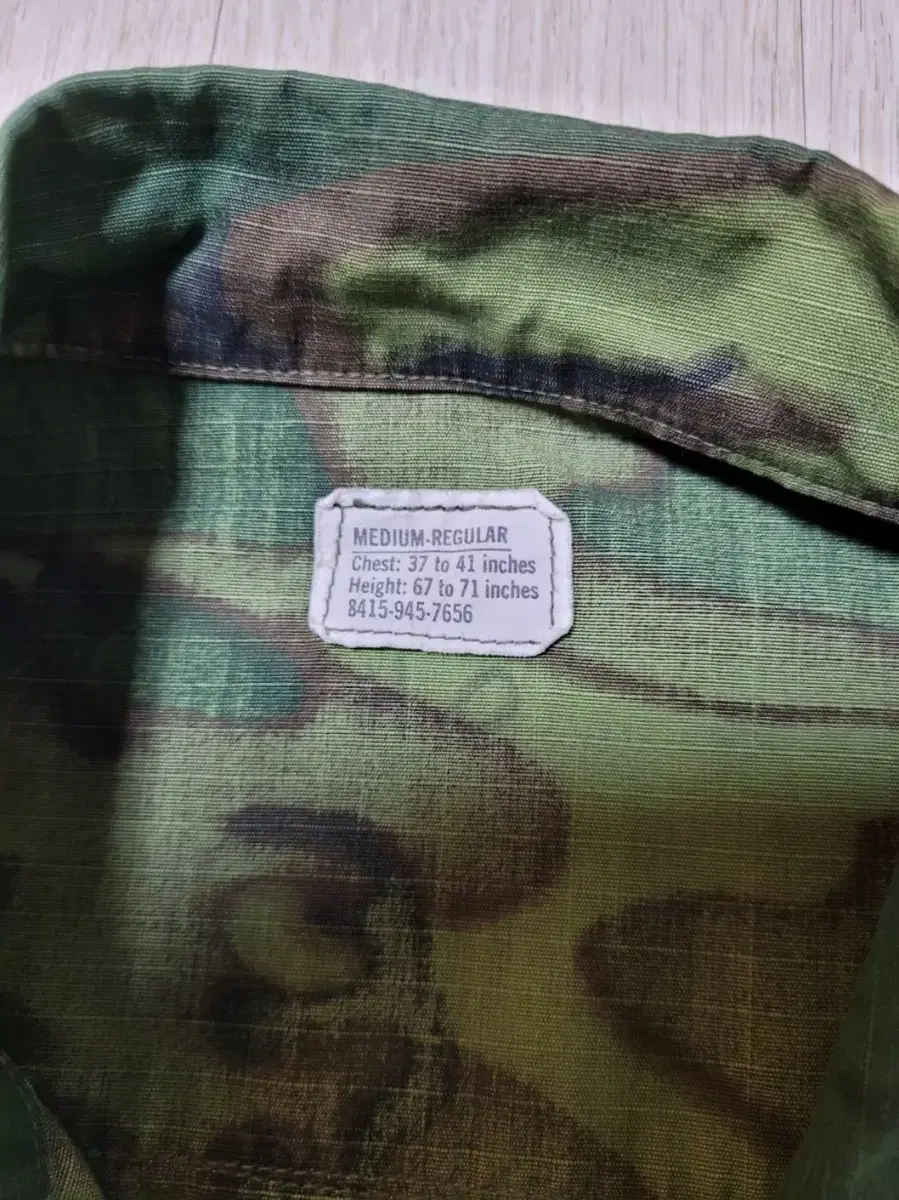 MEDIUM-REGULAR
Chest: 37 to 41 inches
Height: 67 to 71 inches
8415-945-7656